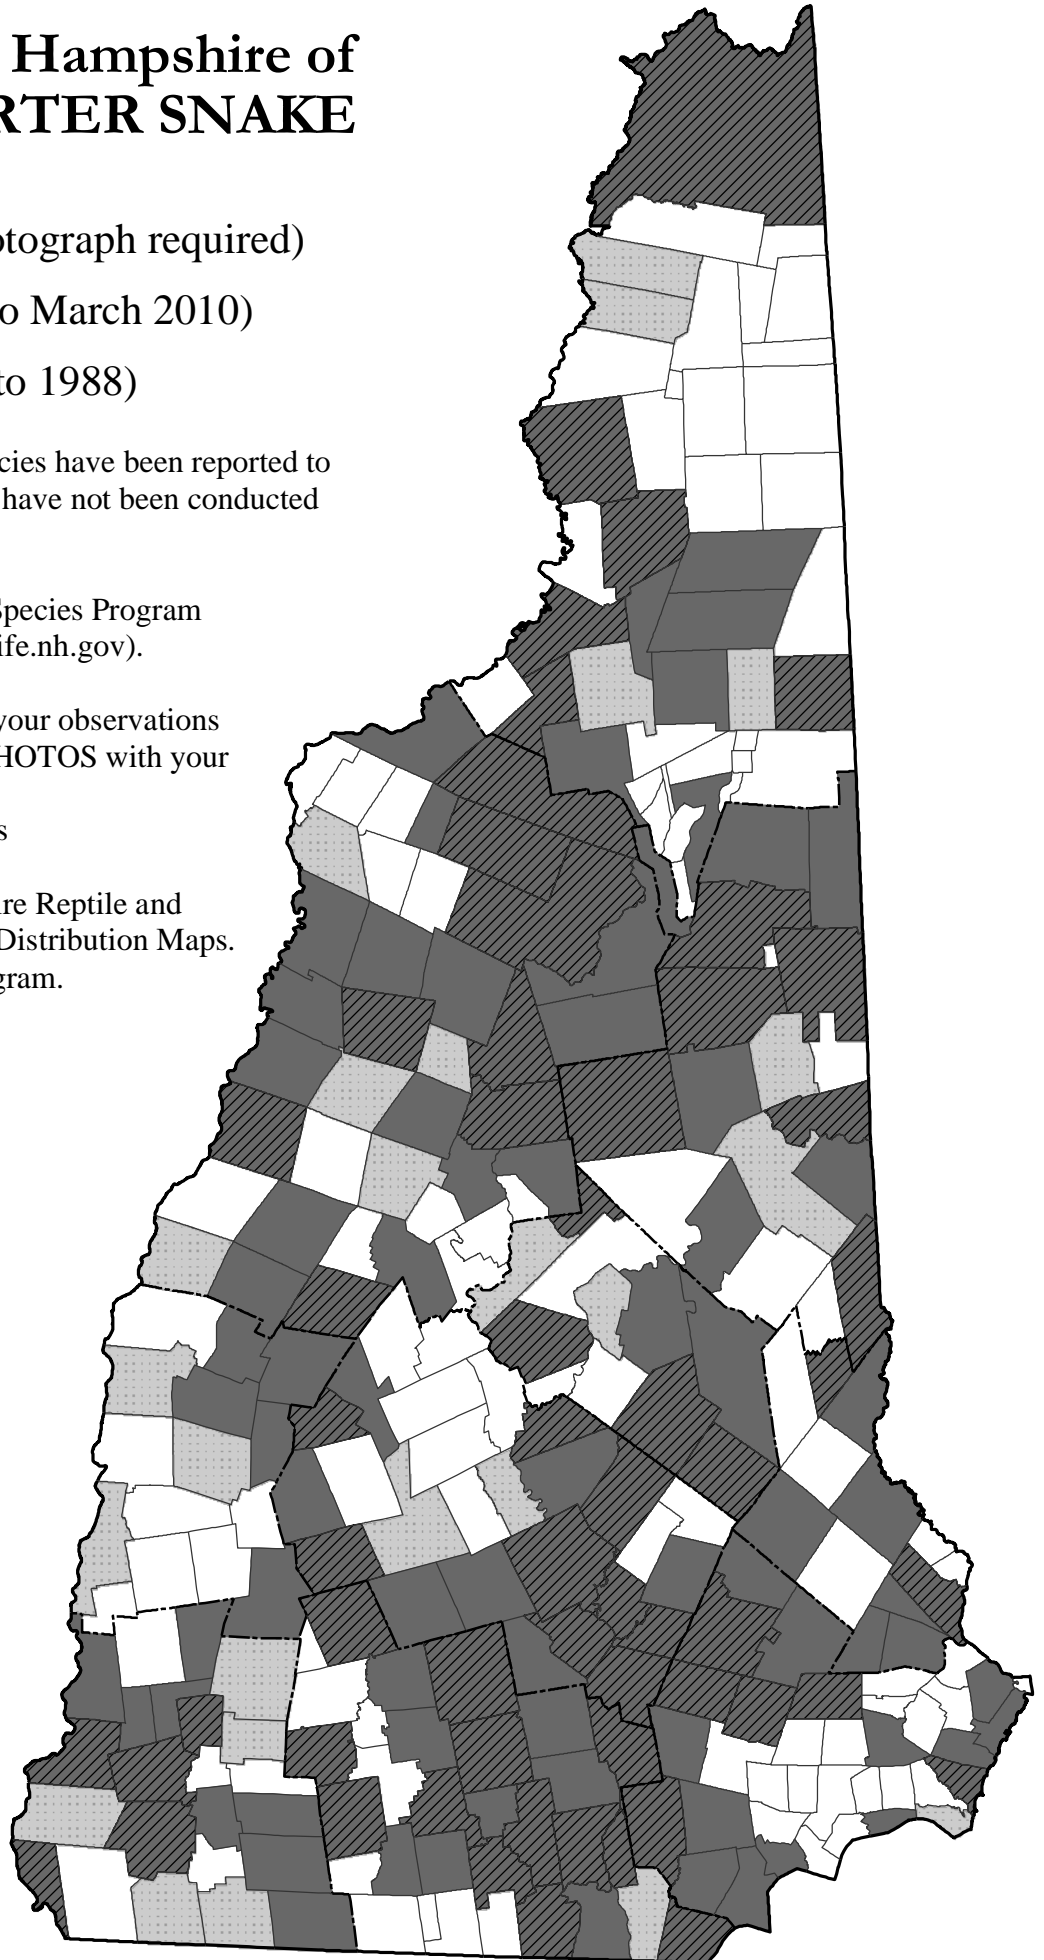 Hampshire of
RTER SNAKE
otograph required)
o March 2010)
to 1988)
cies have been reported to
have not been conducted
Species Program
ife.nh.gov).
your observations
HOTOS with your
s
ire Reptile and
Distribution Maps.
gram.